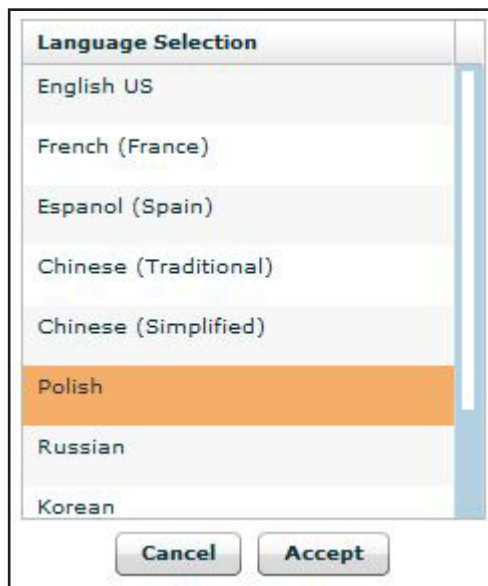 Language Selection
English US
French (France)
Espanol (Spain)
Chinese (Traditional)
Chinese (Simplified)
Polish
Russian
Korean
Cancel
Accept